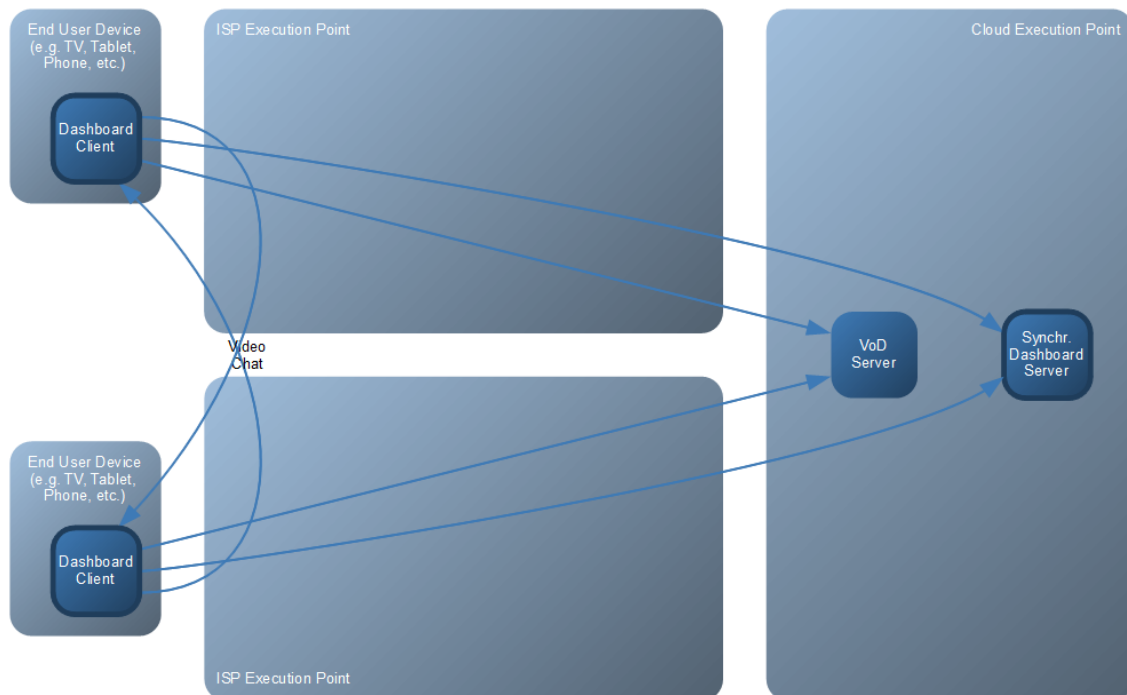 End User Device
(e.g. TV, Tablet,
Phone, etc.)
Dashboard
Client
ISP Execution Point
Cloud Execution Point
Video
Chat
VoD
Server
Synchr.
Dashboard
Server
End User Device
(e.g. TV, Tablet,
Phone, etc.)
Dashboard
Client
ISP Execution Point